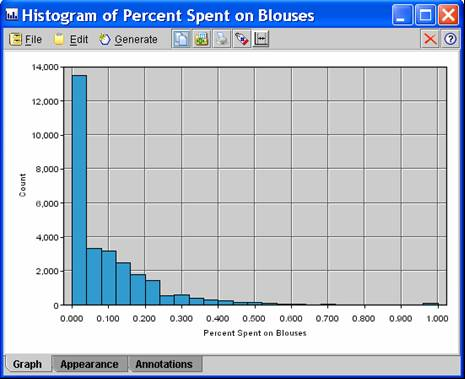 Histogram of Percent Spent on Blouses
File Edit Generate
14,000
12,000
10,000
8,000
6,000
4,000
2,000
0
Count
0.000 0.100 0.200 0.300 0.400 0.500 0.600 0.700 0.800 0.900 1.000
Percent Spent on Blouses
Graph Appearance Annotations